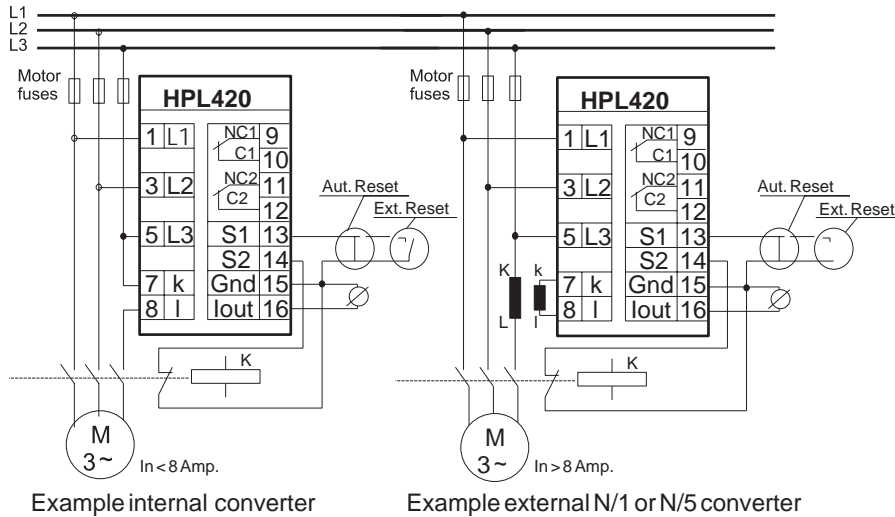 L1
L2
L3
Motor
fuses
HPL420
1 L1 NC1 9
C1 10
3 L2 NC2 11
C2 12
5 L3 S1 13
S2 14
7 k Gnd 15
8 l Iout 16
Aut. Reset
Ext. Reset
K
M
3~
In < 8 Amp.
Example internal converter
Motor
fuses
HPL420
1 L1 NC1 9
C1 10
3 L2 NC2 11
C2 12
5 L3 S1 13
S2 14
7 k Gnd 15
8 l Iout 16
Aut. Reset
Ext. Reset
K k
L l
K
M
3~
In > 8 Amp.
Example external N/1 or N/5 converter